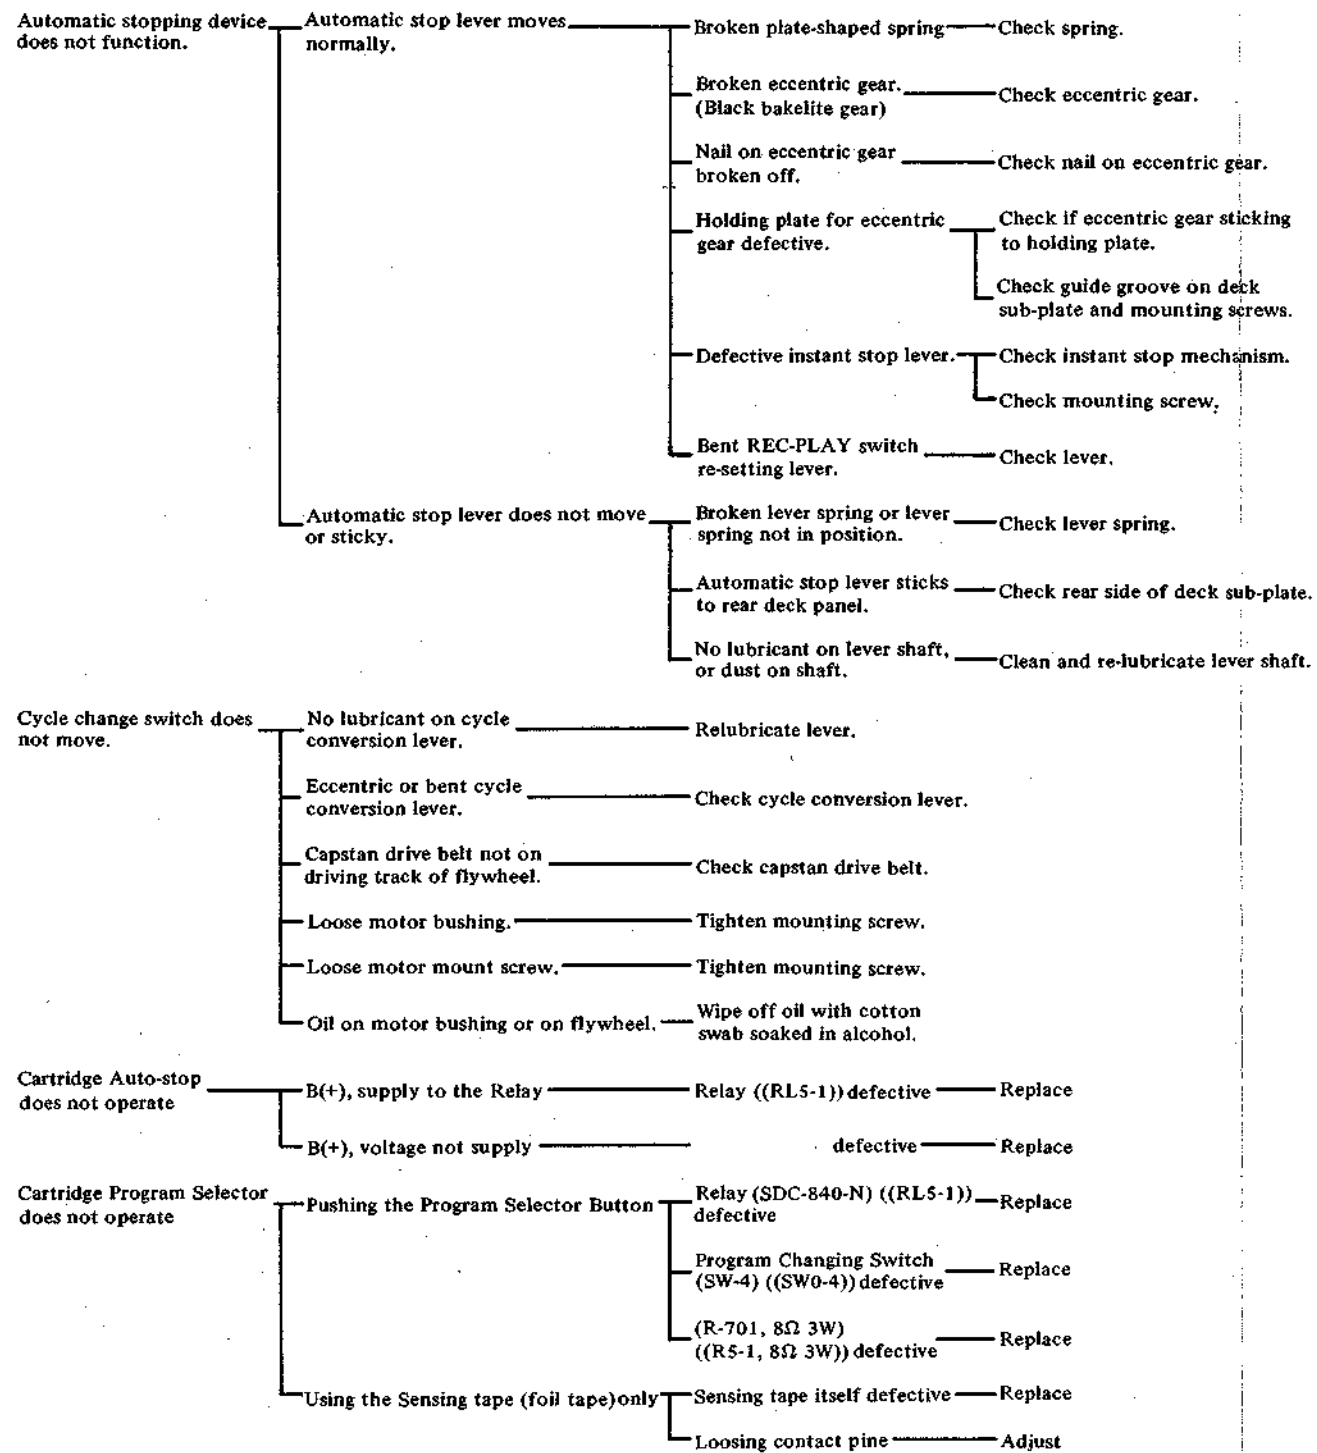 Automatic stopping device
does not function.
Automatic stop lever moves
normally.
Broken plate-shaped spring
Check spring.
Broken eccentric gear.
(Black bakelite gear)
Check eccentric gear.
Nail on eccentric gear
broken off.
Check nail on eccentric gear.
Holding plate for eccentric
gear defective.
Check if eccentric gear sticking
to holding plate.
Check guide groove on deck
sub-plate and mounting screws.
Defective instant stop lever.
Check instant stop mechanism.
Check mounting screw.
Bent REC-PLAY switch
re-setting lever.
Check lever.
Automatic stop lever does not move
or sticky.
Broken lever spring or lever
spring not in position.
Check lever spring.
Automatic stop lever sticks
to rear deck panel.
Check rear side of deck sub-plate.
No lubricant on lever shaft,
or dust on shaft.
Clean and re-lubricate lever shaft.
Cycle change switch does
not move.
No lubricant on cycle
conversion lever.
Relubricate lever.
Eccentric or bent cycle
conversion lever.
Check cycle conversion lever.
Capstan drive belt not on
driving track of flywheel.
Check capstan drive belt.
Loose motor bushing.
Tighten mounting screw.
Loose motor mount screw.
Tighten mounting screw.
Oil on motor bushing or on flywheel.
Wipe off oil with cotton
swab soaked in alcohol.
Cartridge Auto-stop
does not operate
B(+), supply to the Relay
Relay ((RL5-1)) defective
Replace
B(+), voltage not supply
defective
Replace
Cartridge Program Selector
does not operate
Pushing the Program Selector Button
Relay (SDC-840-N) ((RL5-1))
defective
Replace
Program Changing Switch
(SW-4) ((SW0-4)) defective
Replace
(R-701, 8Ω 3W)
((R5-1, 8Ω 3W)) defective
Replace
Using the Sensing tape (foil tape)only
Sensing tape itself defective
Replace
Loosing contact pine
Adjust